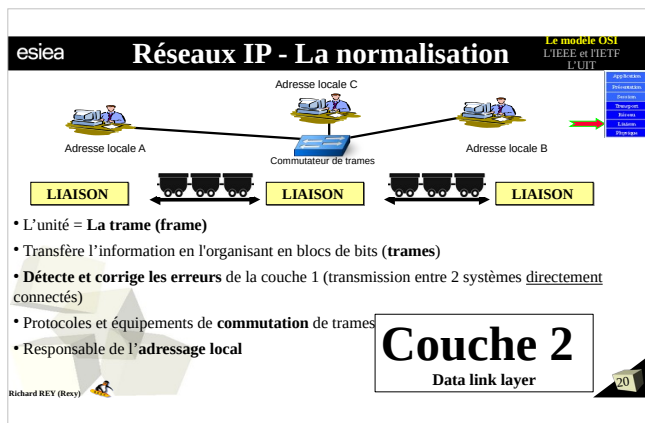 esiea
Réseaux IP - La normalisation
Le modèle OSI
L'IEEE et l'IETF
L'UIT
Application
Présentation
Session
Transport
Réseau
Liaison
Physique
Adresse locale C
Adresse locale A
Adresse locale B
Commutateur de trames
LIAISON
LIAISON
LIAISON
• L’unité = La trame (frame)
• Transfère l’information en l'organisant en blocs de bits (trames)
• Détecte et corrige les erreurs de la couche 1 (transmission entre 2 systèmes directement
connectés)
• Protocoles et équipements de commutation de trames
• Responsable de l’adressage local
Couche 2
Data link layer
Richard REY (Rexy)
20